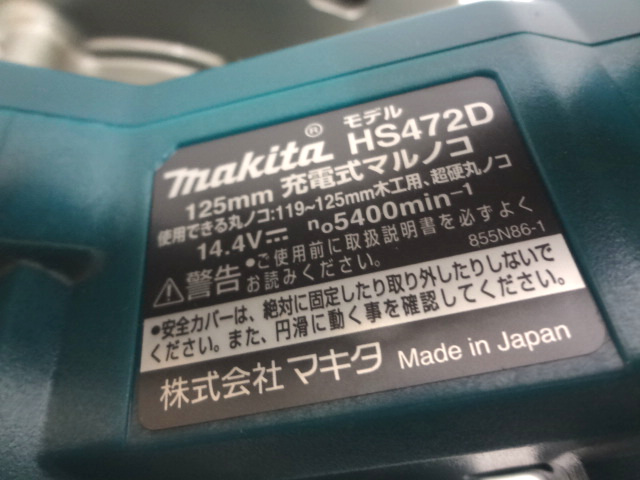 makita® モデル HS472D
125mm 充電式マルノコ
使用できる丸ノコ:119~125mm木工用、超硬丸ノコ
14.4V⎓ no5400min-1
⚠警告 •ご使用前に取扱説明書を必ずよくお読みください。
855N86-1
•安全カバーは、絶対に固定したり取り外したりしないで
ください。また、円滑に動く事を確認してください。
株式会社 マキタ Made in Japan